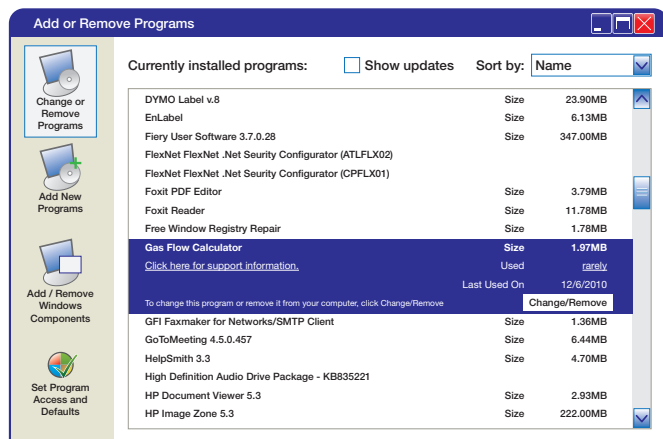 Add or Remove Programs
Change or
Remove
Programs
Add New
Programs
Add / Remove
Windows
Components
Set Program
Access and
Defaults
Currently installed programs: Show updates Sort by: Name
DYMO Label v.8 Size 23.90MB
EnLabel Size 6.13MB
Fiery User Software 3.7.0.28 Size 347.00MB
FlexNet FlexNet .Net Seurity Configurator (ATLFLX02)
FlexNet FlexNet .Net Seurity Configurator (CPFLX01)
Foxit PDF Editor Size 3.79MB
Foxit Reader Size 11.78MB
Free Window Registry Repair Size 1.78MB
Gas Flow Calculator Size 1.97MB
Click here for support information. Used rarely
Last Used On 12/6/2010
To change this program or remove it from your computer, click Change/Remove Change/Remove
GFI Faxmaker for Networks/SMTP Client Size 1.36MB
GoToMeeting 4.5.0.457 Size 6.44MB
HelpSmith 3.3 Size 4.70MB
High Definition Audio Drive Package - KB835221
HP Document Viewer 5.3 Size 2.93MB
HP Image Zone 5.3 Size 222.00MB